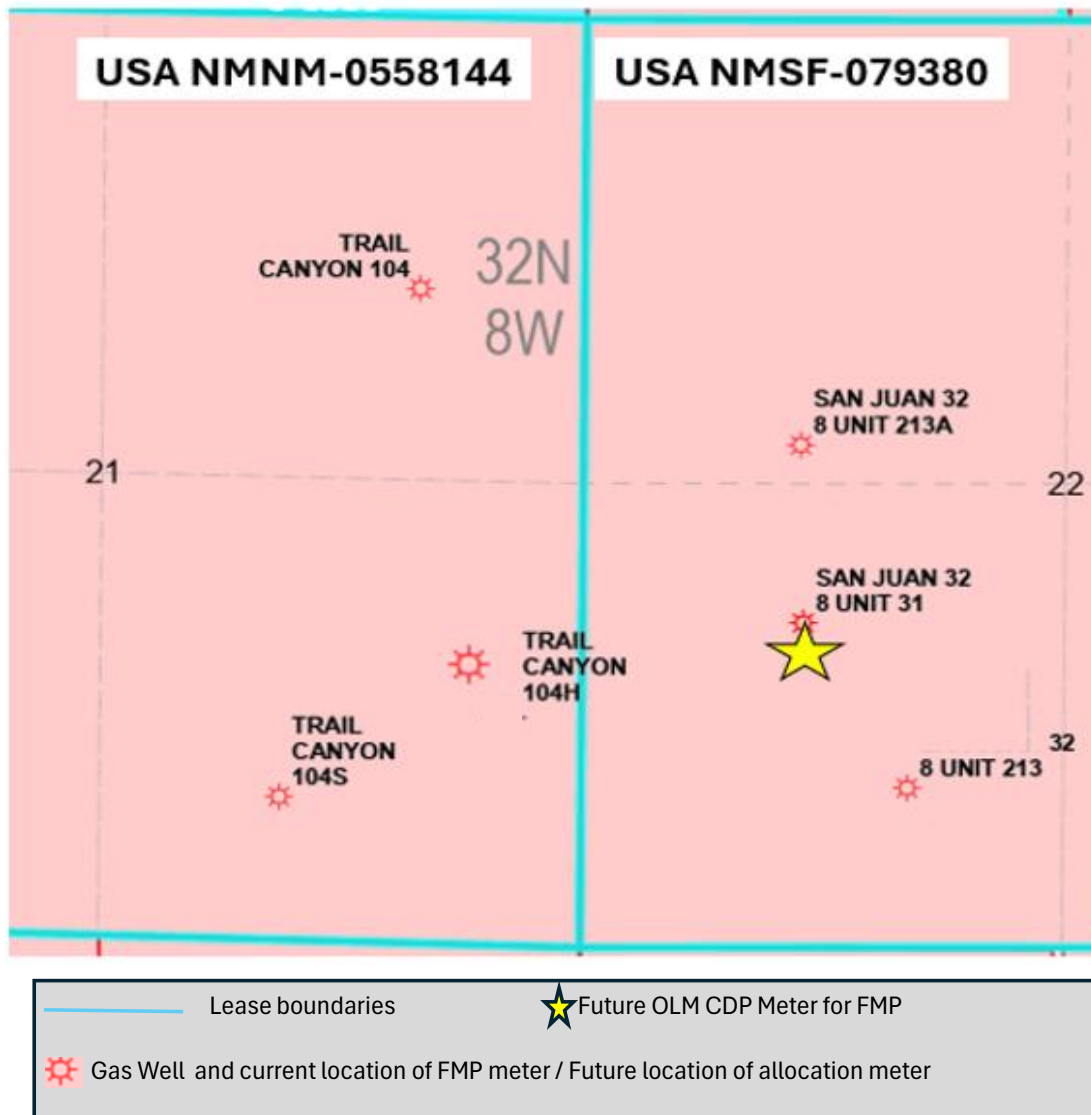 USA NMNM-0558144
USA NMSF-079380
TRAIL
CANYON 104
32N
8W
SAN JUAN 32
8 UNIT 213A
21
22
SAN JUAN 32
8 UNIT 31
TRAIL
CANYON
104H
TRAIL
CANYON
104S
32
8 UNIT 213
Lease boundaries
Future OLM CDP Meter for FMP
Gas Well and current location of FMP meter / Future location of allocation meter